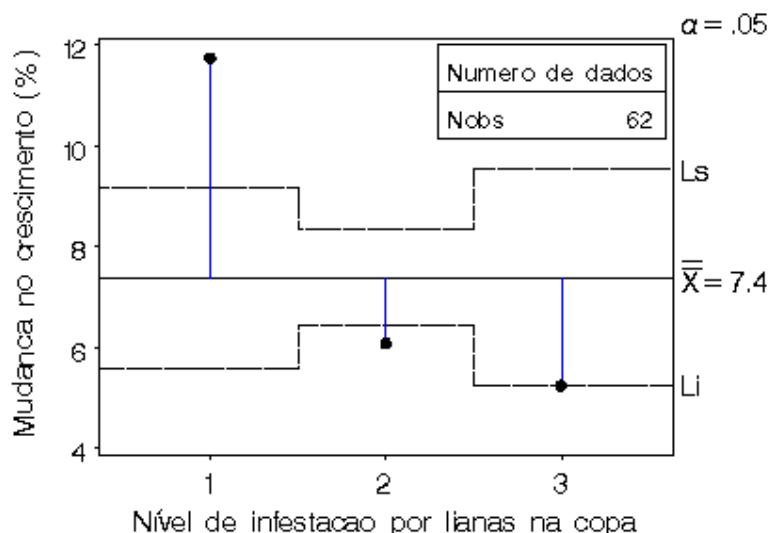 α = .05
Mudanca no crescimento (%)
12
10
8
6
4
Numero de dados
Nobs 62
Ls
X = 7.4
Li
1 2 3
Nível de infestacao por lianas na copa